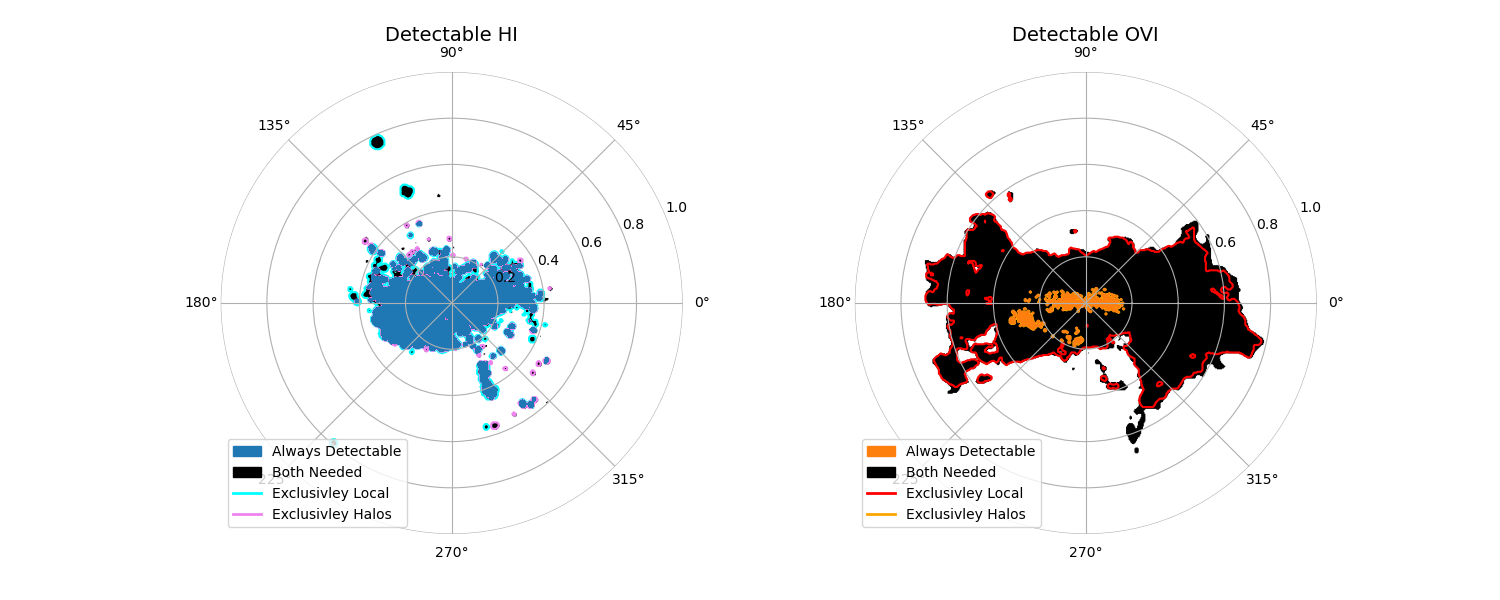 Detectable HI
90°
135°
45°
1.0
0.8
0.6
0.4
0.2
180°
0°
Always Detectable
Both Needed
Exclusivley Local
Exclusivley Halos
225°
315°
270°
Detectable OVI
90°
135°
45°
1.0
0.8
0.6
180°
0°
Always Detectable
Both Needed
Exclusivley Local
Exclusivley Halos
225°
315°
270°